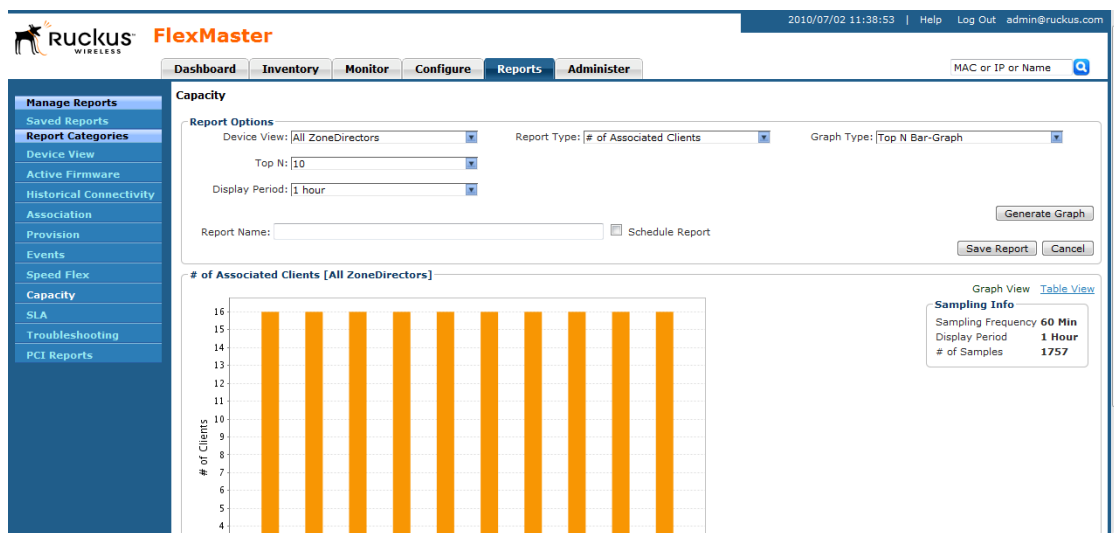 2010/07/02 11:38:53 | Help Log Out admin@ruckus.com
Ruckus WIRELESS FlexMaster
Dashboard Inventory Monitor Configure Reports Administer MAC or IP or Name
Manage Reports
Saved Reports
Report Categories
Device View
Active Firmware
Historical Connectivity
Association
Provision
Events
Speed Flex
Capacity
SLA
Troubleshooting
PCI Reports
Capacity
Report Options
Device View: All ZoneDirectors Report Type: # of Associated Clients Graph Type: Top N Bar-Graph
Top N: 10
Display Period: 1 hour
Generate Graph
Report Name: Schedule Report
Save Report Cancel
# of Associated Clients [All ZoneDirectors]
Graph View Table View
Sampling Info
Sampling Frequency 60 Min
Display Period 1 Hour
# of Samples 1757
# of Clients
16
15
14
13
12
11
10
9
8
7
6
5
4